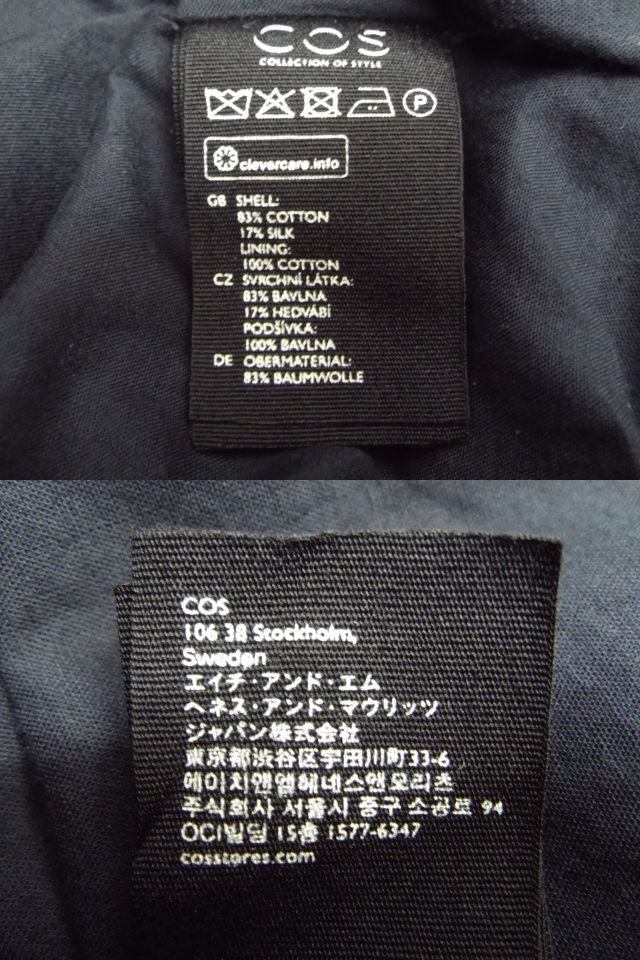 COS
COLLECTION OF STYLE
P
clevercare.info
GB SHELL:
83% COTTON
17% SILK
LINING:
100% COTTON
CZ SVRCHNÍ LÁTKA:
83% BAVLNA
17% HEDVÁBÍ
PODŠÍVKA:
100% BAVLNA
DE OBERMATERIAL:
83% BAUMWOLLE
COS
106 38 Stockholm,
Sweden
エイチ・アンド・エム
ヘネス・アンド・マウリッツ
ジャパン株式会社
東京都渋谷区宇田川町33-6
에이치앤엠헤네스앤모리츠
주식회사 서울시 중구 소공로 94
OCI빌딩 15층 1577-6347
cosstores.com